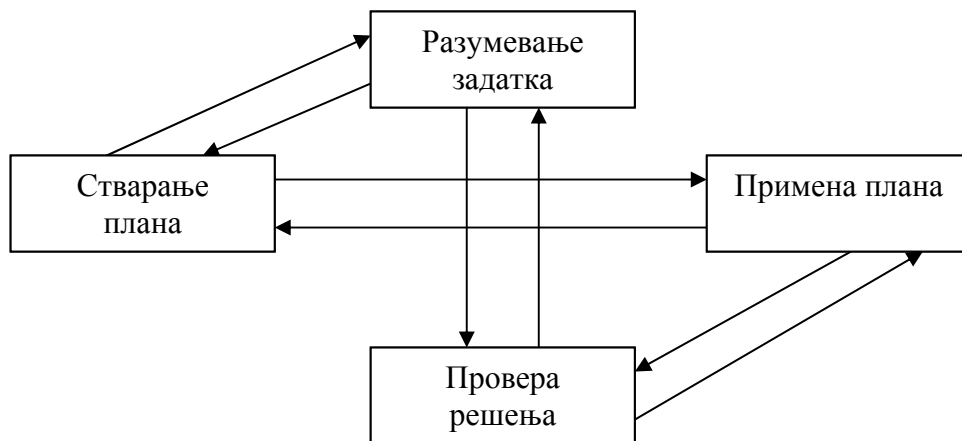 Разумевање
задатка
Стварање
плана
Примена плана
Провера
решења